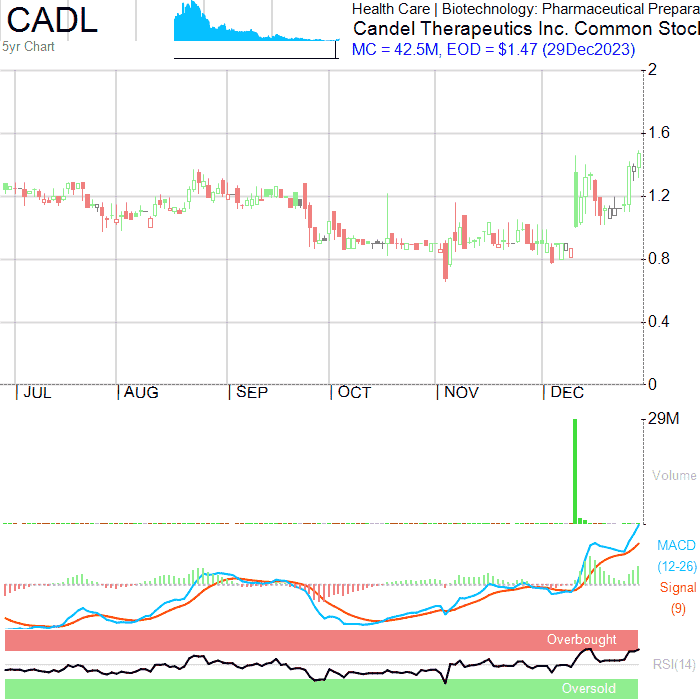 CADL
5yr Chart
Health Care | Biotechnology: Pharmaceutical Prepara
Candel Therapeutics Inc. Common Stoc
MC = 42.5M, EOD = $1.47 (29Dec2023)
2
1.6
1.2
0.8
0.4
0
JUL AUG SEP OCT NOV DEC
29M
Volume
MACD
(12-26)
Signal
(9)
Overbought
RSI(14)
Oversold